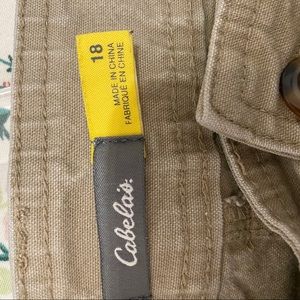 18
MADE IN CHINA
FABRIQUÉ EN CHINE
Cabela's.